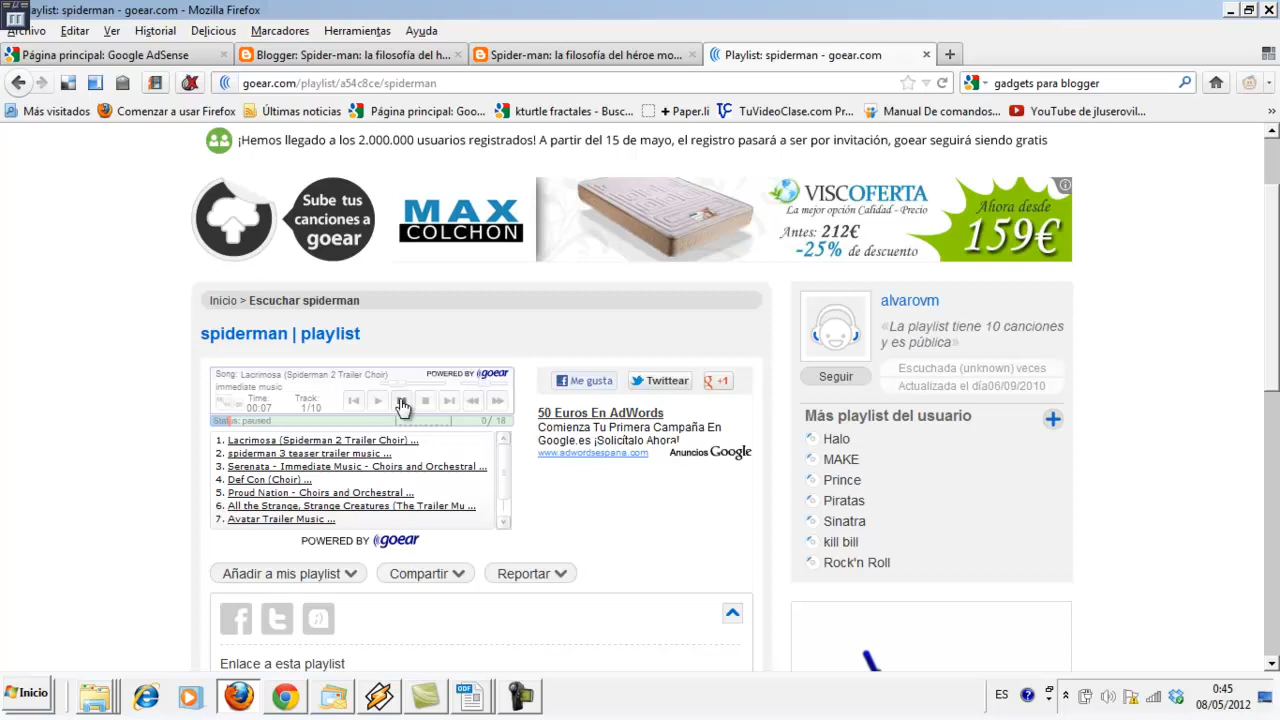 laylist: spiderman - goear.com - Mozilla Firefox
Archivo Editar Ver Historial Delicious Marcadores Herramientas Ayuda
Página principal: Google AdSense
Blogger: Spider-man: la filosofía del h...
Spider-man: la filosofía del héroe mo...
Playlist: spiderman - goear.com
goear.com/playlist/a54c8ce/spiderman
gadgets para blogger
Más visitados Comenzar a usar Firefox Últimas noticias Página principal: Goo... kturtle fractales - Busc... Paper.li TuVideoClase.com Pr... Manual De comandos... YouTube de jluserovil... »
¡Hemos llegado a los 2.000.000 usuarios registrados! A partir del 15 de mayo, el registro pasará a ser por invitación, goear seguirá siendo gratis
Sube tus
canciones a
goear
MAX
COLCHON
VISCOFERTA
La mejor opción Calidad - Precio
Antes: 212€
-25% de descuento
Ahora desde
159€
Inicio > Escuchar spiderman
spiderman | playlist
Song: Lacrimosa (Spiderman 2 Trailer Choir)
immediate music
POWERED BY goear
Time:
00:07
Track:
1/10
Status: paused
0/ 18
1. Lacrimosa (Spiderman 2 Trailer Choir) ...
2. spiderman 3 teaser trailer music ...
3. Serenata - Immediate Music - Choirs and Orchestral ...
4. Def Con (Choir) ...
5. Proud Nation - Choirs and Orchestral ...
6. All the Strange, Strange Creatures (The Trailer Mu ...
7. Avatar Trailer Music ...
POWERED BY goear
Me gusta
Twittear
+1
50 Euros En AdWords
Comienza Tu Primera Campaña En
Google.es ¡Solicítalo Ahora!
www.adwordsespana.com
Anuncios Google
Añadir a mis playlist
Compartir
Reportar
Enlace a esta playlist
alvarovm
«La playlist tiene 10 canciones
y es pública»
Seguir
Escuchada (unknown) veces
Actualizada el día06/09/2010
Más playlist del usuario
Halo
MAKE
Prince
Piratas
Sinatra
kill bill
Rock'n Roll
Inicio
ES
0:45
08/05/2012